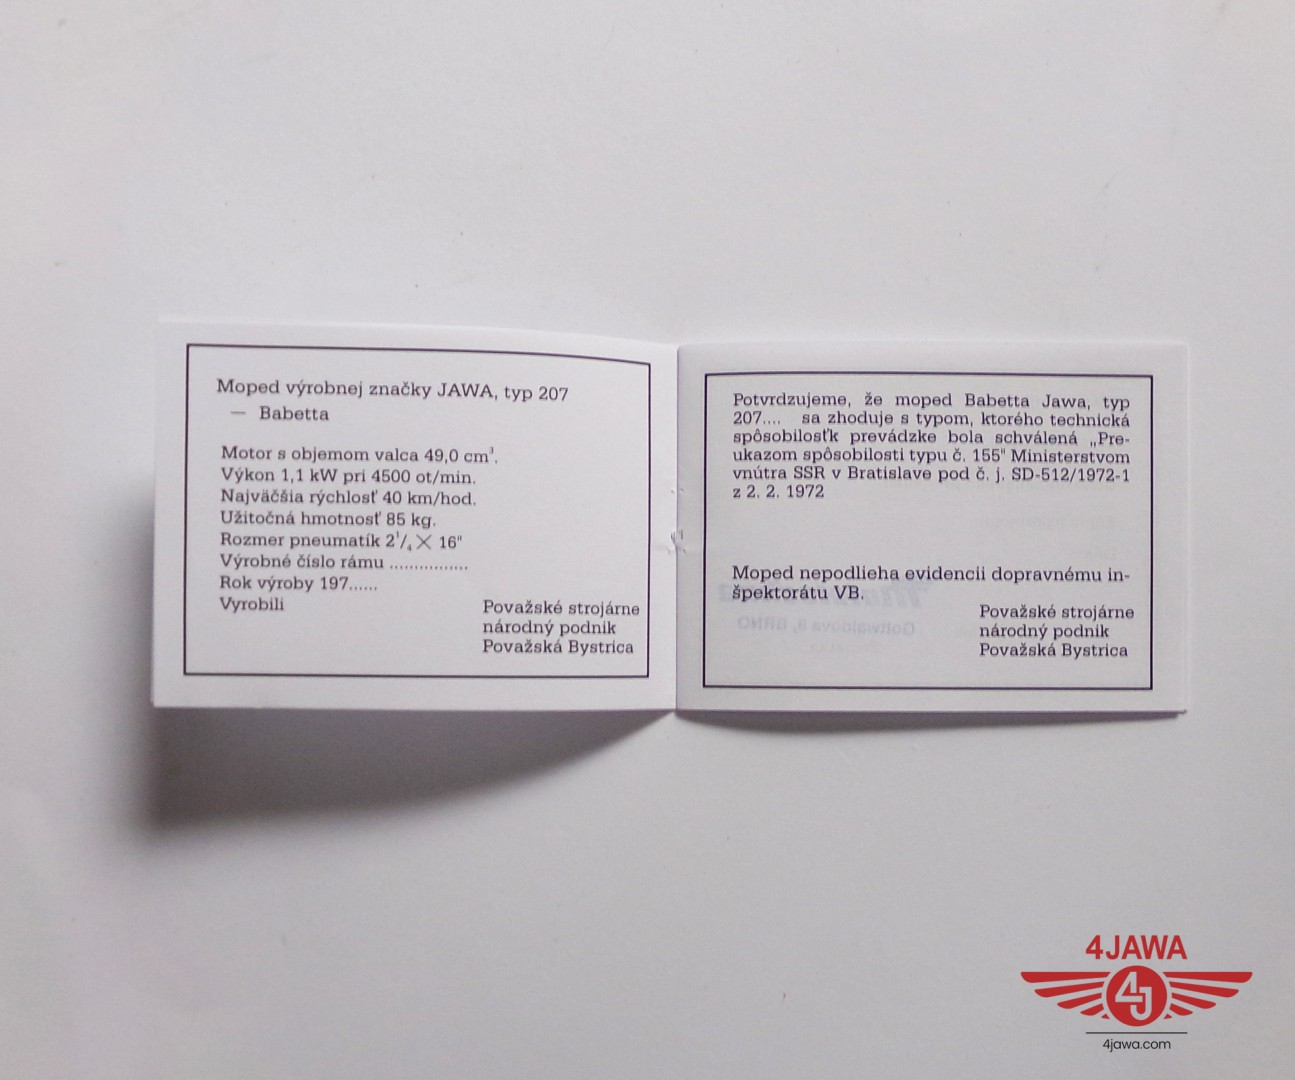 Moped výrobnej značky JAWA, typ 207
— Babetta
Motor s objemom valca 49,0 cm³.
Výkon 1,1 kW pri 4500 ot/min.
Najväčšia rýchlosť 40 km/hod.
Užitočná hmotnosť 85 kg.
Rozmer pneumatík 2¹/₄ × 16"
Výrobné číslo rámu ................
Rok výroby 197......
Vyrobili
Považské strojárne
národný podnik
Považská Bystrica
Potvrdzujeme, že moped Babetta Jawa, typ
207.... sa zhoduje s typom, ktorého technická
spôsobilosťk prevádzke bola schválená „Pre-
ukazom spôsobilosti typu č. 155" Ministerstvom
vnútra SSR v Bratislave pod č. j. SD-512/1972-1
z 2. 2. 1972
Moped nepodlieha evidencii dopravnému in-
špektorátu VB.
Považské strojárne
národný podnik
Považská Bystrica
Gottwaldova 8, BRNO
4JAWA
4J
4jawa.com